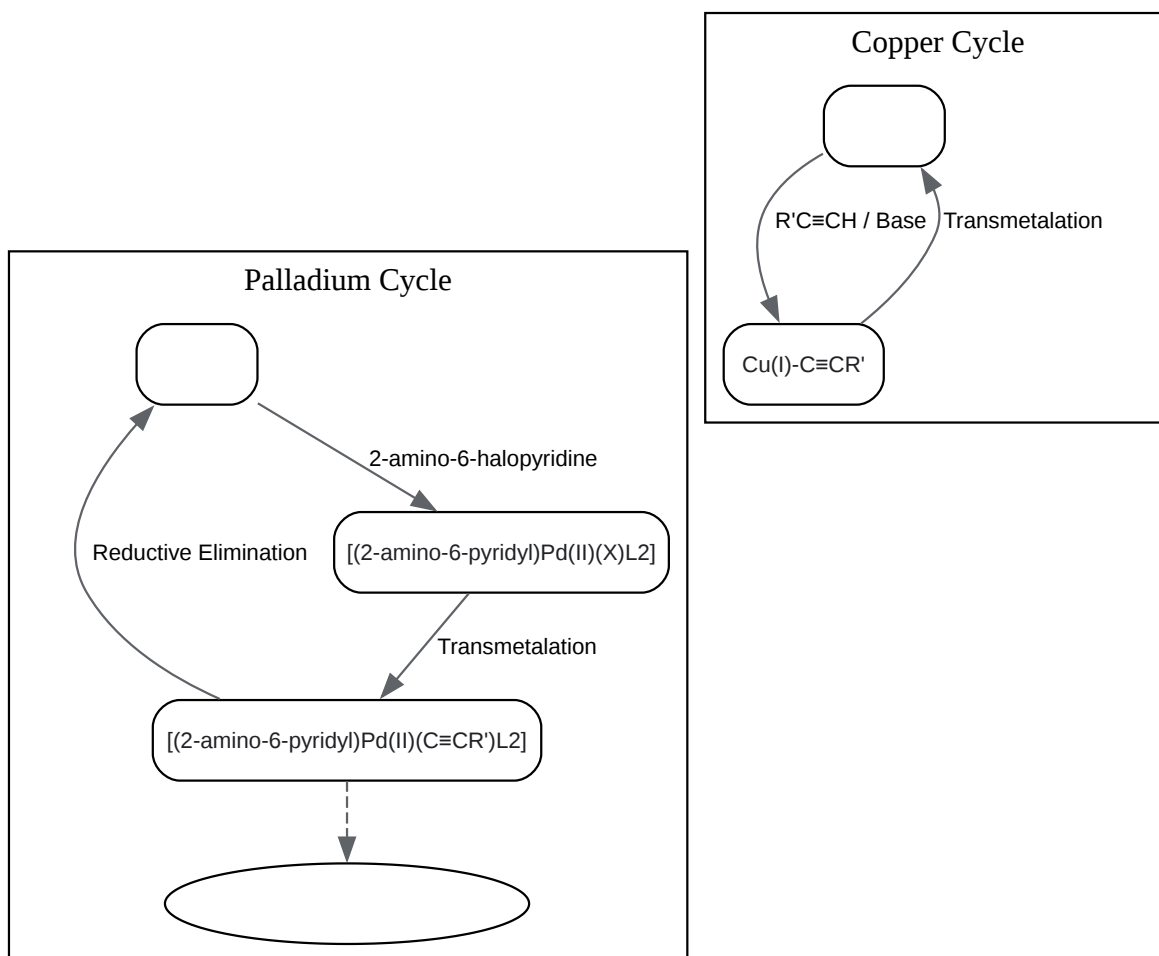 Copper Cycle
R'C≡CH / Base
Transmetalation
Cu(I)-C≡CR'
Palladium Cycle
2-amino-6-halopyridine
Reductive Elimination
[(2-amino-6-pyridyl)Pd(II)(X)L2]
Transmetalation
[(2-amino-6-pyridyl)Pd(II)(C≡CR')L2]